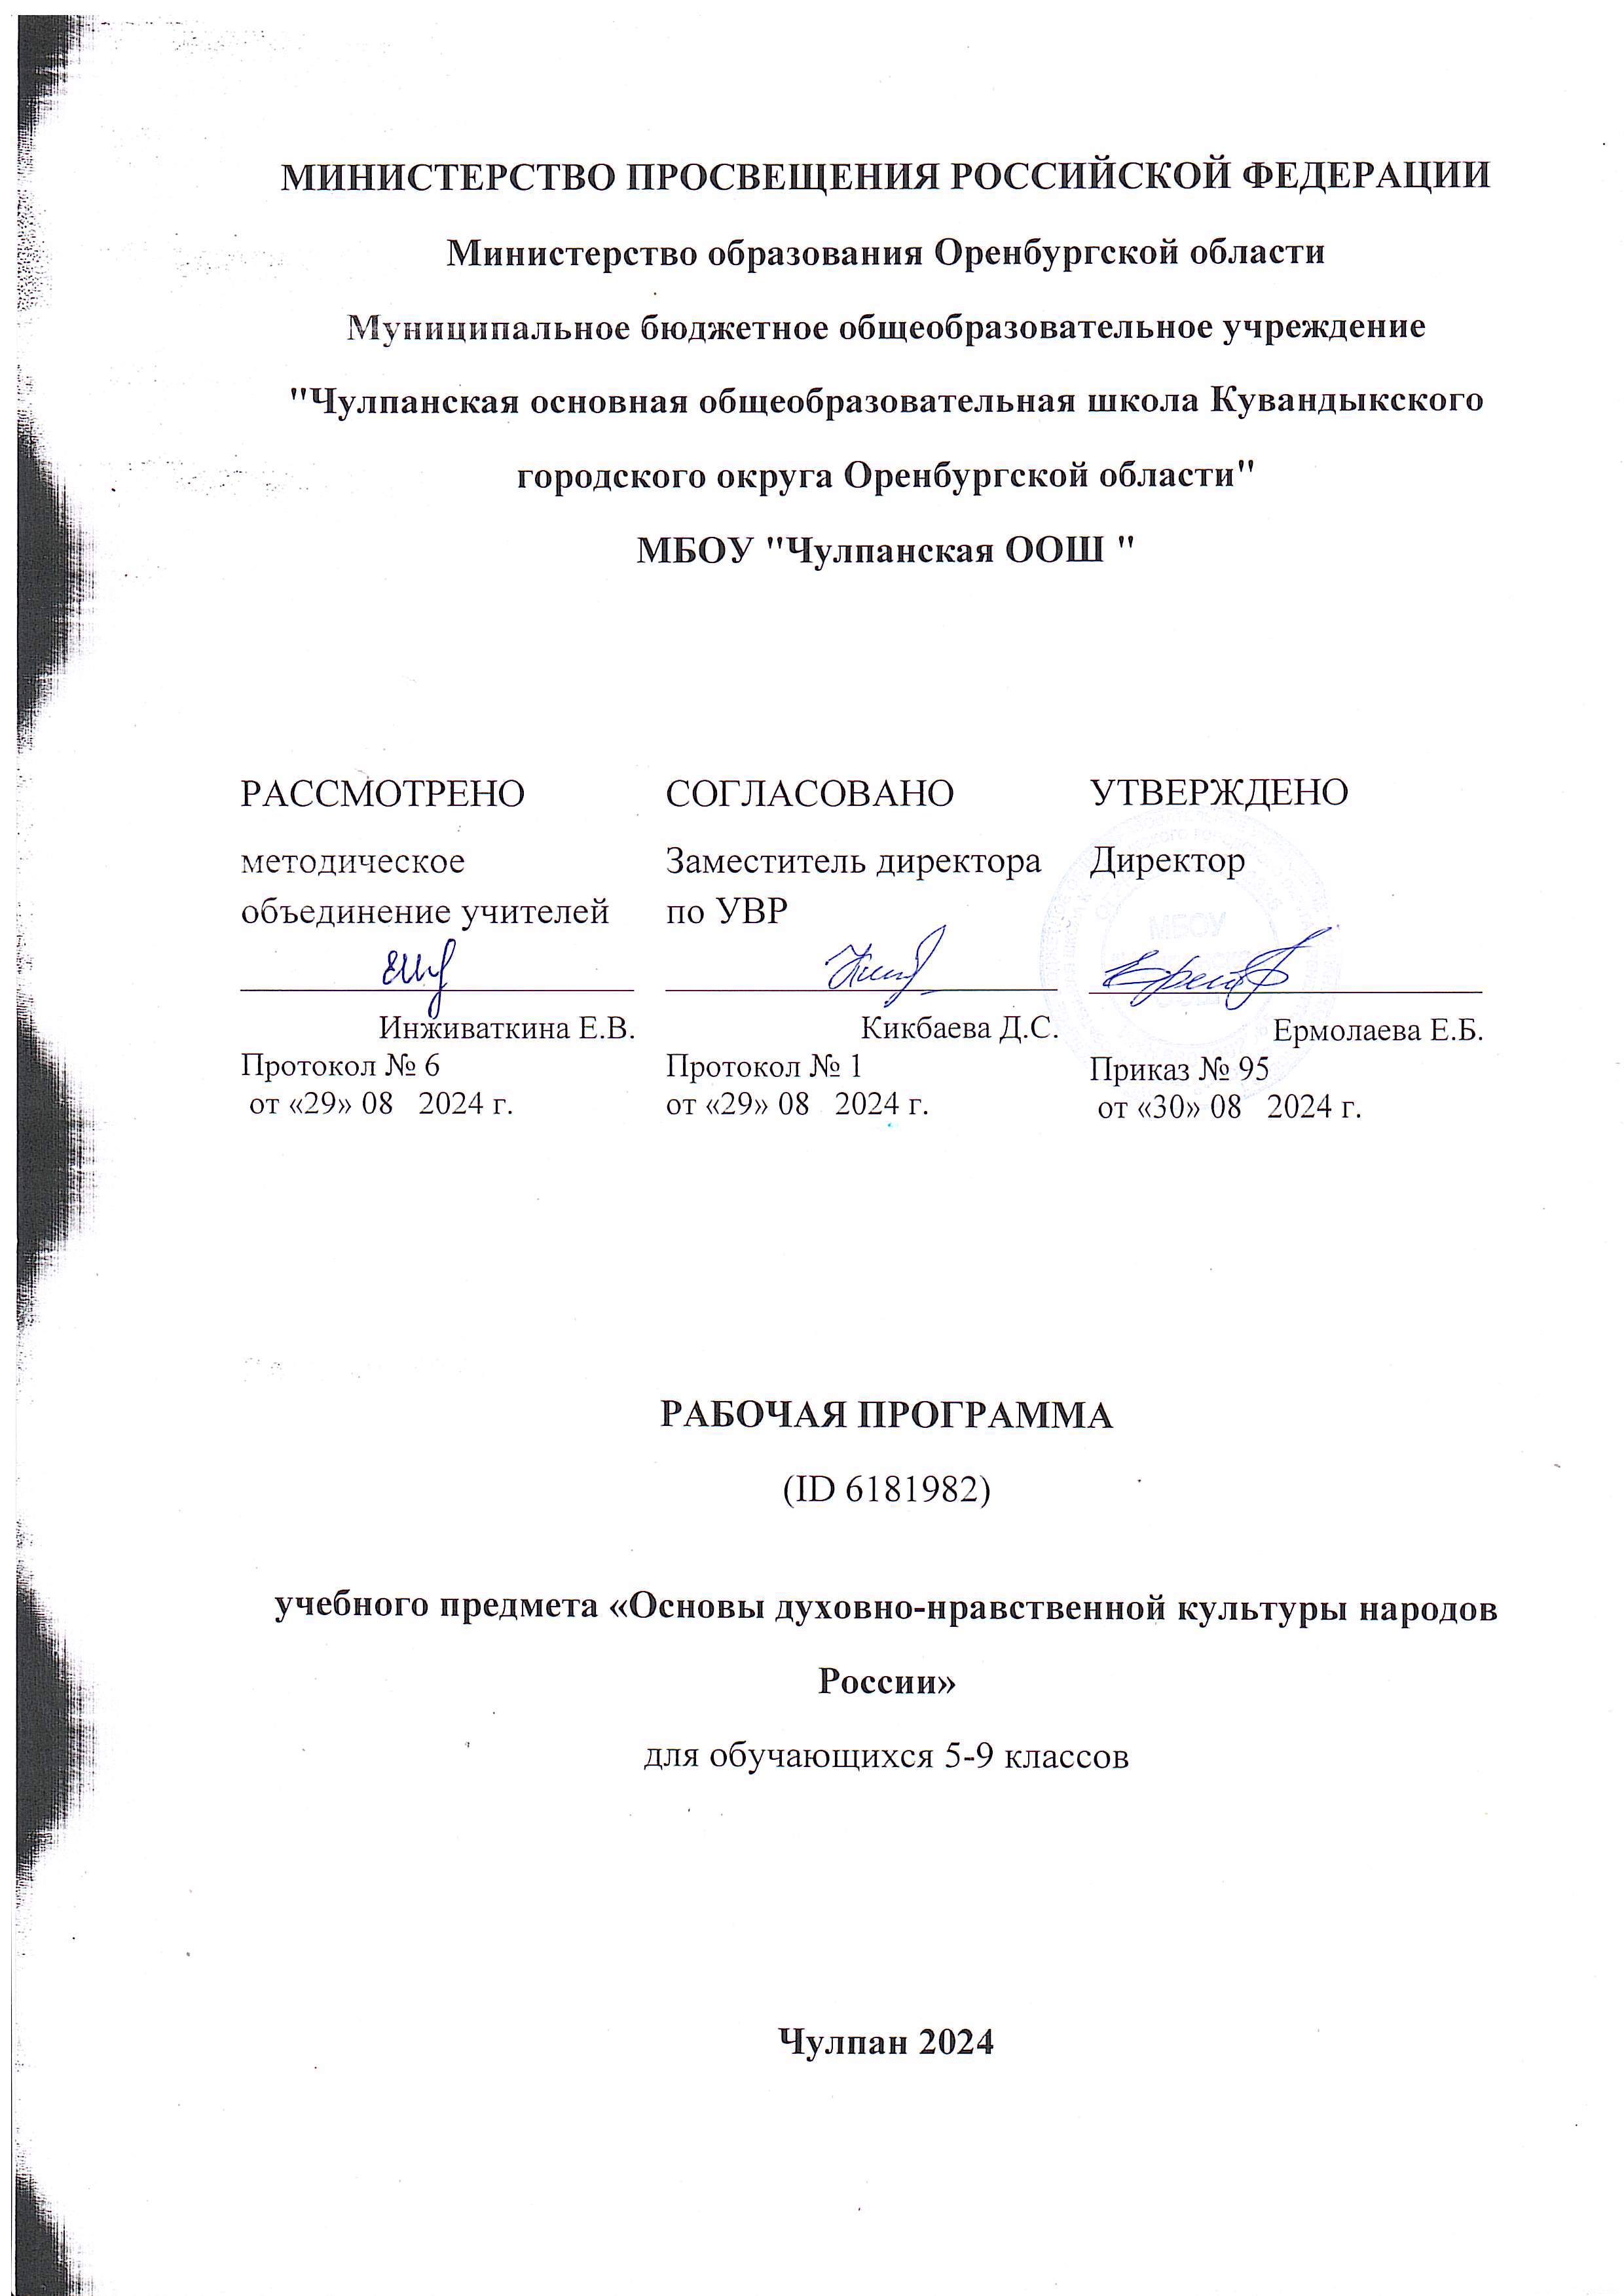 МИНИСТЕРСТВО ПРОСВЕЩЕНИЯ РОССИЙСКОЙ ФЕДЕРАЦИИ
Министерство образования Оренбургской области
Муниципальное бюджетное общеобразовательное учреждение
"Чулпанская основная общеобразовательная школа Кувандыкского
городского округа Оренбургской области"
МБОУ "Чулпанская ООШ "
РАССМОТРЕНО
методическое
объединение учителей
Инживаткина Е.В.
Протокол № 6
от «29» 08 2024 г.
СОГЛАСОВАНО
Заместитель директора
по УВР
Кикбаева Д.С.
Протокол № 1
от «29» 08 2024 г.
УТВЕРЖДЕНО
Директор
МБОУ
Ермолаева Е.Б.
Приказ № 95
от «30» 08 2024 г.
РАБОЧАЯ ПРОГРАММА
(ID 6181982)
учебного предмета «Основы духовно-нравственной культуры народов
России»
для обучающихся 5-9 классов
Чулпан 2024